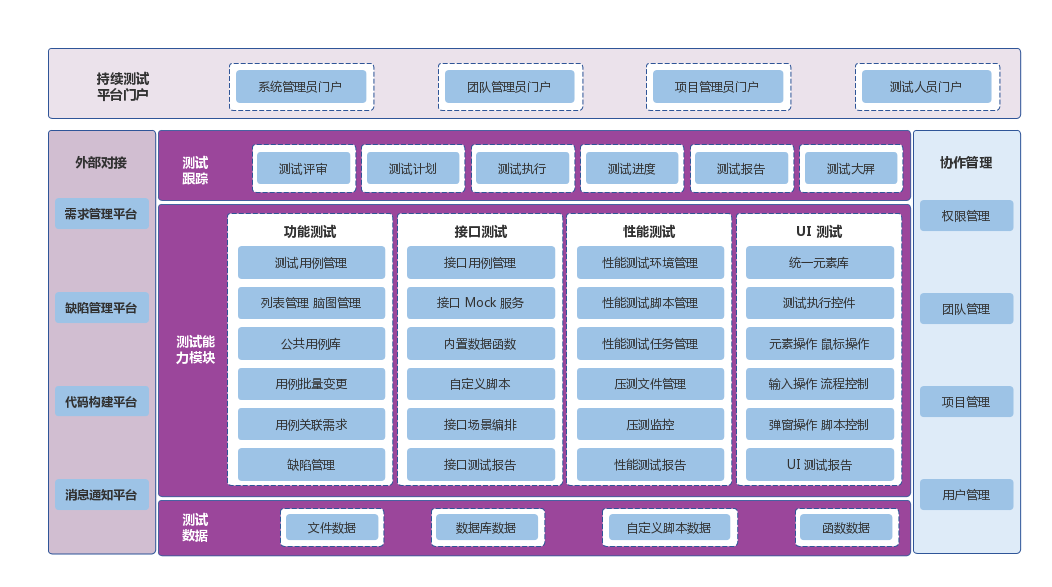 持续测试
平台门户
系统管理员门户
团队管理员门户
项目管理员门户
测试人员门户
外部对接
需求管理平台
缺陷管理平台
代码构建平台
消息通知平台
测试
跟踪
测试评审
测试计划
测试执行
测试进度
测试报告
测试大屏
测试能
力模块
功能测试
测试用例管理
列表管理 脑图管理
公共用例库
用例批量变更
用例关联需求
缺陷管理
接口测试
接口用例管理
接口 Mock 服务
内置数据函数
自定义脚本
接口场景编排
接口测试报告
性能测试
性能测试环境管理
性能测试脚本管理
性能测试任务管理
压测文件管理
压测监控
性能测试报告
UI 测试
统一元素库
测试执行控件
元素操作 鼠标操作
输入操作 流程控制
弹窗操作 脚本控制
UI 测试报告
测试
数据
文件数据
数据库数据
自定义脚本数据
函数数据
协作管理
权限管理
团队管理
项目管理
用户管理